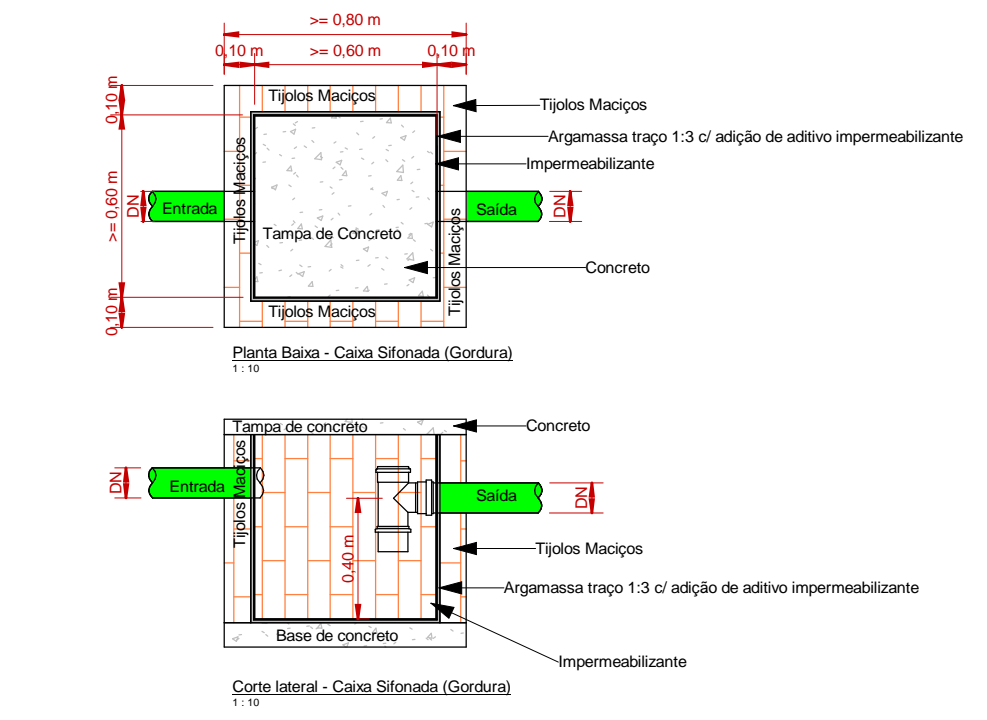 >= 0,80 m
0,10 m
>= 0,60 m
0,10 m
Tijolos Maciços
Tijolos Maciços
0,10 m
Argamassa traço 1:3 c/ adição de aditivo impermeabilizante
Impermeabilizante
Tijolos Maciços
>= 0,60 m
DN
Entrada
Saída
DN
Tampa de Concreto
Tijolos Maciços
Concreto
0,10 m
Tijolos Maciços
Planta Baixa - Caixa Sifonada (Gordura)
1 : 10
Tampa de concreto
Concreto
Tijolos Maciços
DN
Entrada
Saída
DN
0,40 m
Tijolos Maciços
Argamassa traço 1:3 c/ adição de aditivo impermeabilizante
Base de concreto
Impermeabilizante
Corte lateral - Caixa Sifonada (Gordura)
1 : 10